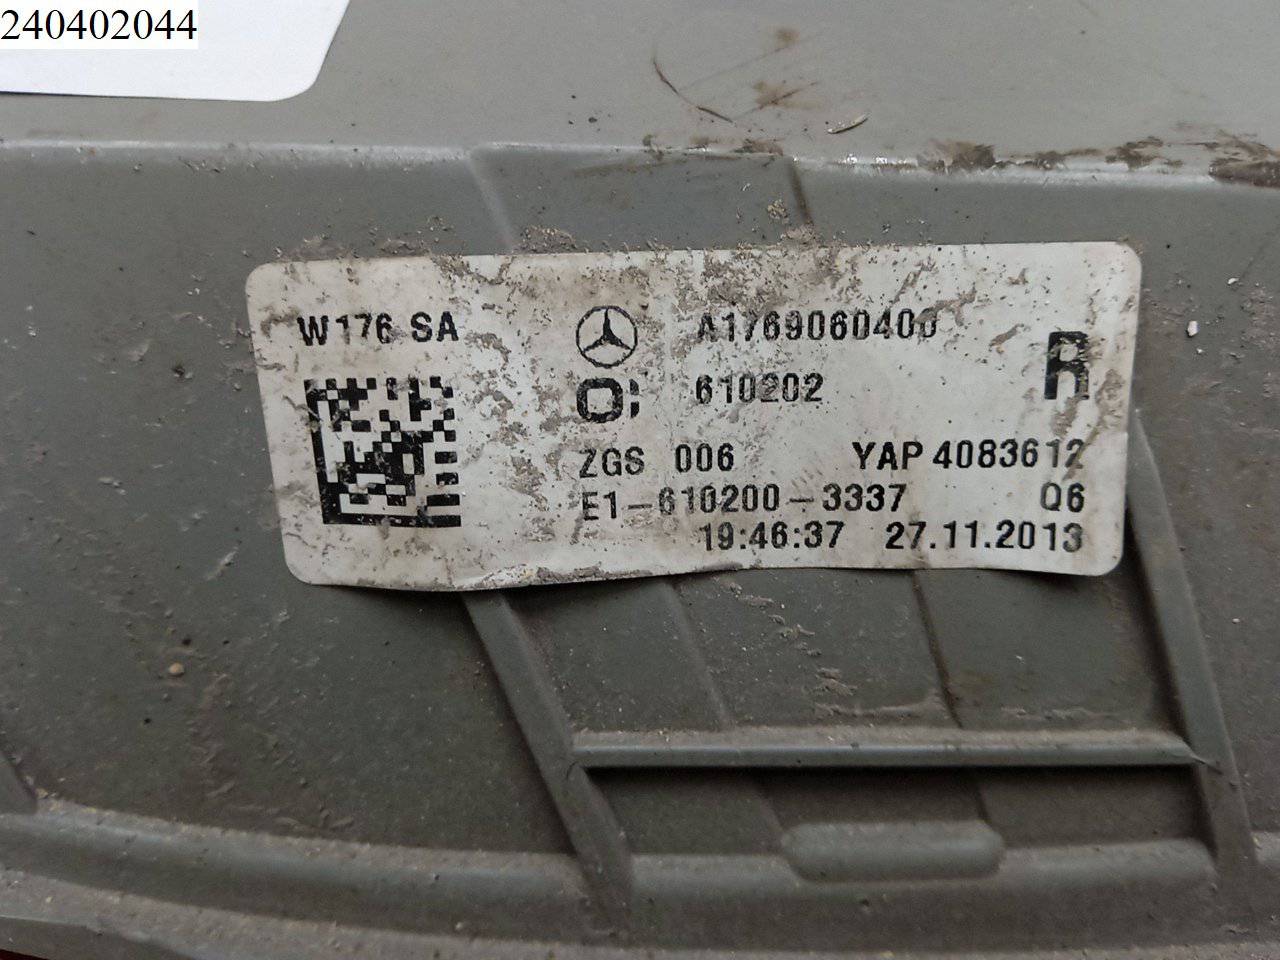 240402044
W176 SA
A1769060400
R
O:
610202
ZGS 006 YAP 4083612
E1-610200-3337 Q6
19:46:37 27.11.2013